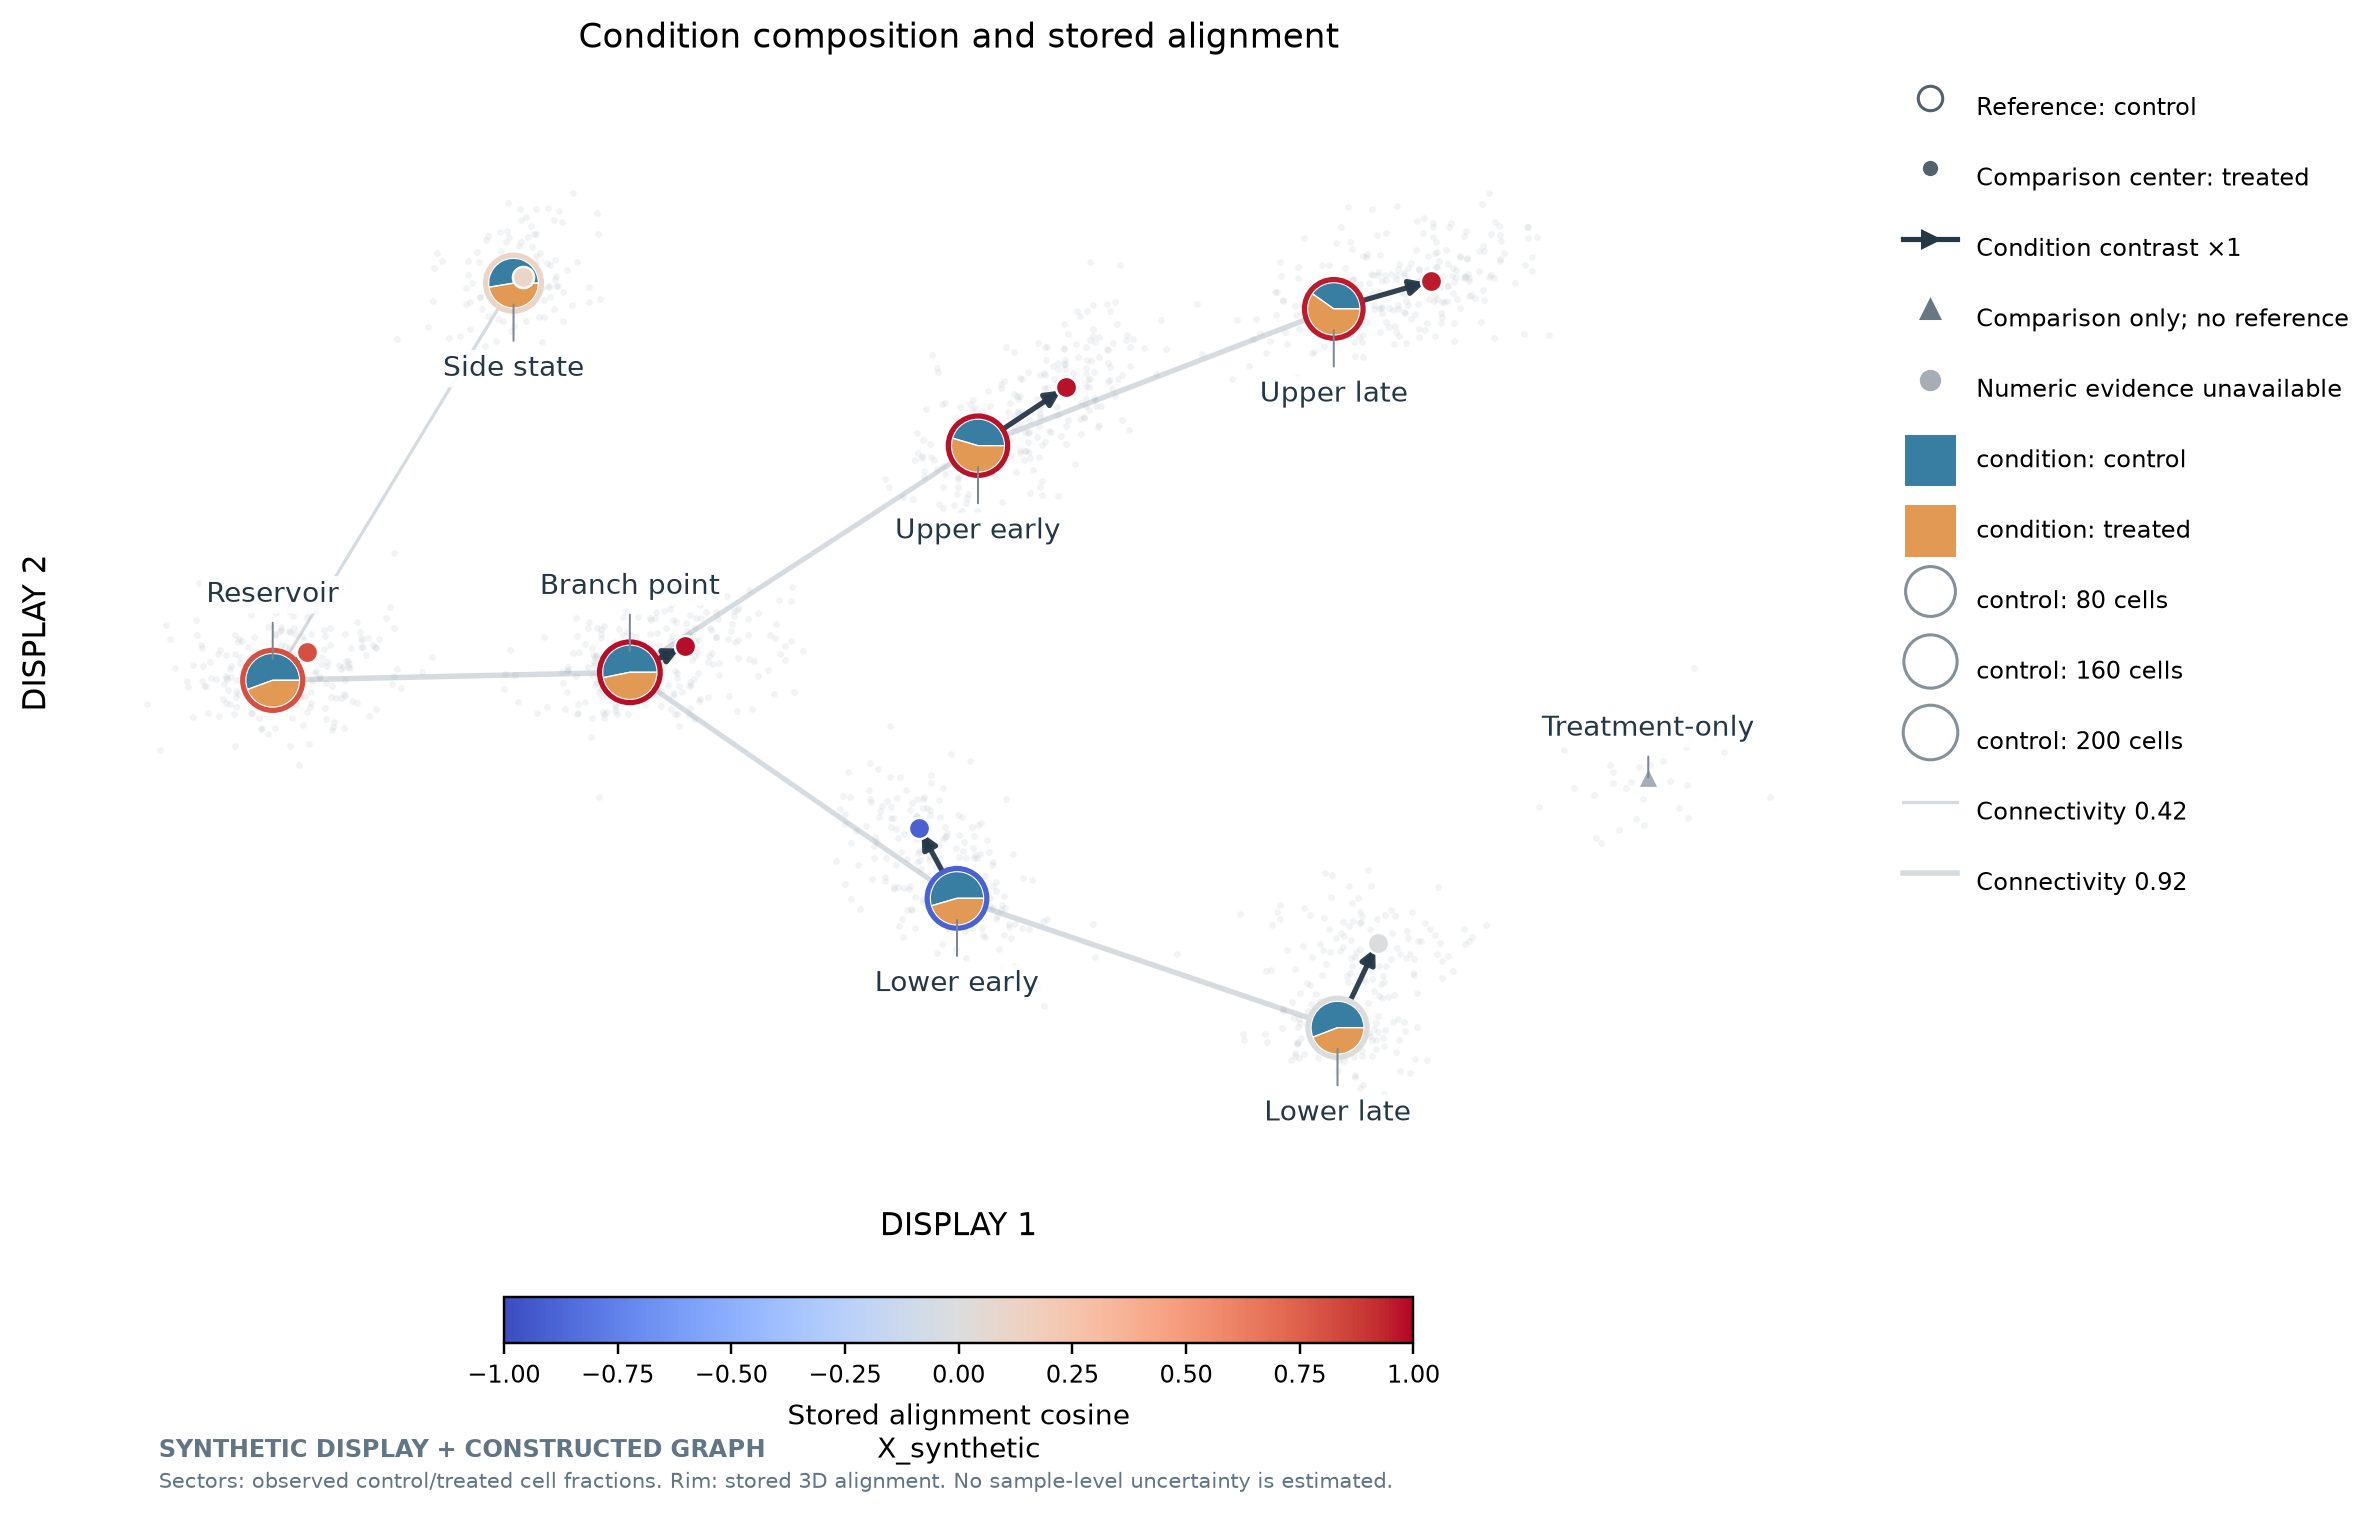 Condition composition and stored alignment
Reference: control
Comparison center: treated
Condition contrast ×1
Comparison only; no reference
Numeric evidence unavailable
condition: control
condition: treated
control: 80 cells
control: 160 cells
control: 200 cells
Connectivity 0.42
Connectivity 0.92
Side state
Upper late
Upper early
Reservoir
Branch point
Treatment-only
Lower early
Lower late
DISPLAY 2
DISPLAY 1
−1.00 −0.75 −0.50 −0.25 0.00 0.25 0.50 0.75 1.00
Stored alignment cosine
X_synthetic
SYNTHETIC DISPLAY + CONSTRUCTED GRAPH
Sectors: observed control/treated cell fractions. Rim: stored 3D alignment. No sample-level uncertainty is estimated.